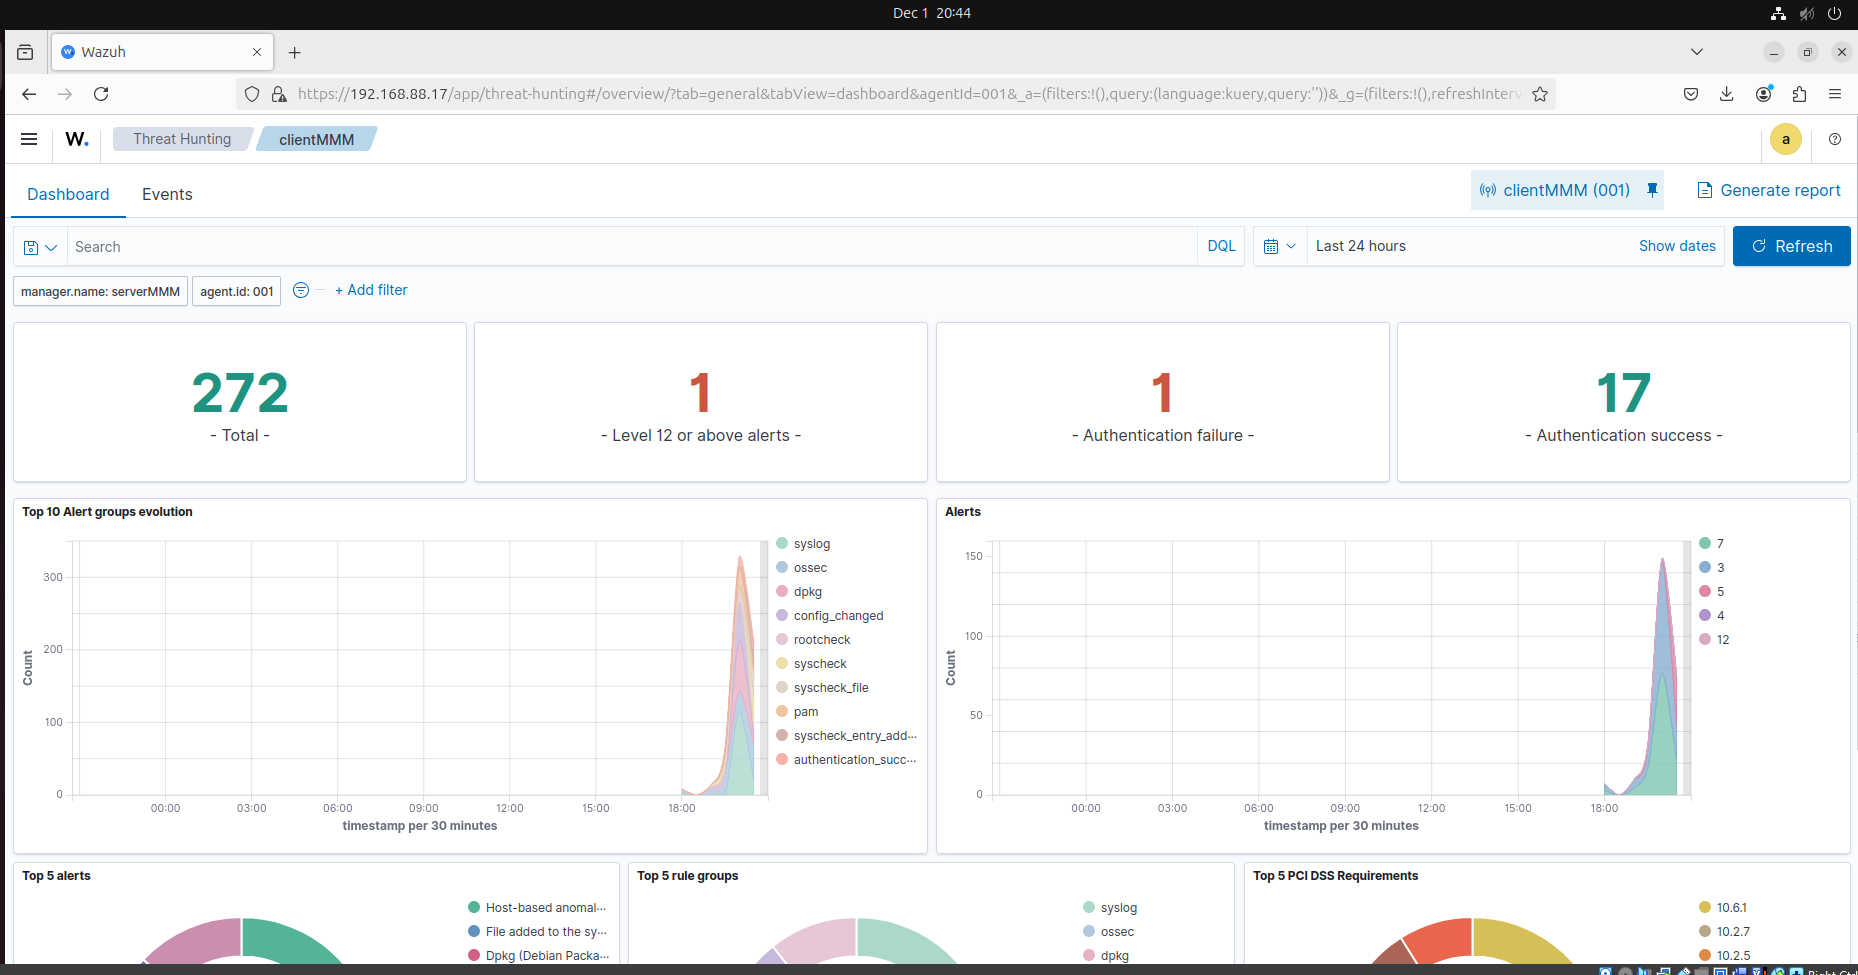 Dec 1 20:44
Wazuh
https://192.168.88.17/app/threat-hunting#/overview/?tab=general&tabView=dashboard&agentId=001&_a=(filters:!(),query:(language:kuery,query:''))&_g=(filters:!(),refreshInterv
W.
Threat Hunting
clientMMM
a
Dashboard
Events
clientMMM (001)
Generate report
Search
DQL
Last 24 hours
Show dates
Refresh
manager.name: serverMMM
agent.id: 001
+ Add filter
272
- Total -
1
- Level 12 or above alerts -
1
- Authentication failure -
17
- Authentication success -
Top 10 Alert groups evolution
Count
300
200
100
0
00:00
03:00
06:00
09:00
12:00
15:00
18:00
timestamp per 30 minutes
syslog
ossec
dpkg
config_changed
rootcheck
syscheck
syscheck_file
pam
syscheck_entry_add...
authentication_succ...
Alerts
Count
150
100
50
0
00:00
03:00
06:00
09:00
12:00
15:00
18:00
timestamp per 30 minutes
7
3
5
4
12
Top 5 alerts
Host-based anomal...
File added to the sy...
Dpkg (Debian Packa...
Top 5 rule groups
syslog
ossec
dpkg
Top 5 PCI DSS Requirements
10.6.1
10.2.7
10.2.5